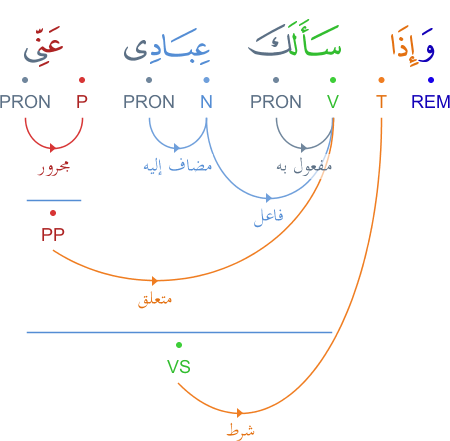 وَإِذَا سَأَلَكَ عِبَادِى عَنِّى
REM T V PRON N PRON P PRON
مجرور مضاف إليه مفعول به
فاعل
PP
متعلق
VS
شرط